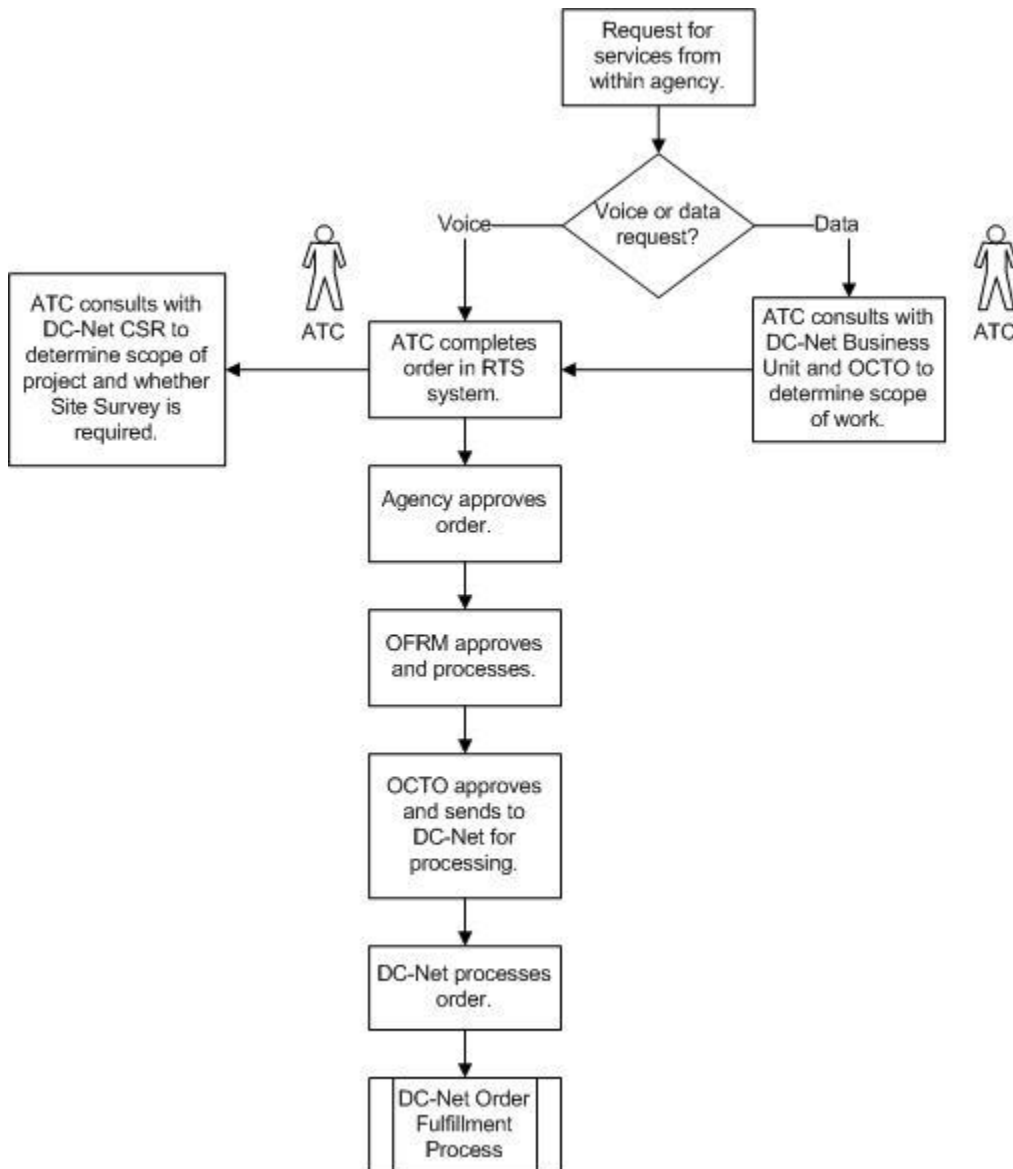 Request for
services from
within agency.
Voice or data
request?
Voice
Data
ATC
ATC
ATC consults with
DC-Net CSR to
determine scope of
project and whether
Site Survey is
required.
ATC completes
order in RTS
system.
ATC consults with
DC-Net Business
Unit and OCTO to
determine scope
of work.
Agency approves
order.
OFRM approves
and processes.
OCTO approves
and sends to
DC-Net for
processing.
DC-Net processes
order.
DC-Net Order
Fulfillment
Process